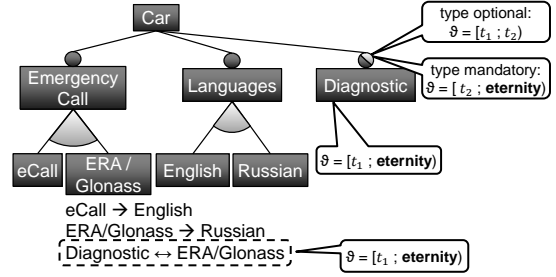 Car
type optional:
ϑ = [t₁ ; t₂)
Emergency
Call
Languages
Diagnostic
type mandatory:
ϑ = [ t₂ ; eternity)
eCall
ERA /
Glonass
English
Russian
ϑ = [t₁ ; eternity)
eCall → English
ERA/Glonass → Russian
Diagnostic ↔ ERA/Glonass
ϑ = [t₁ ; eternity)